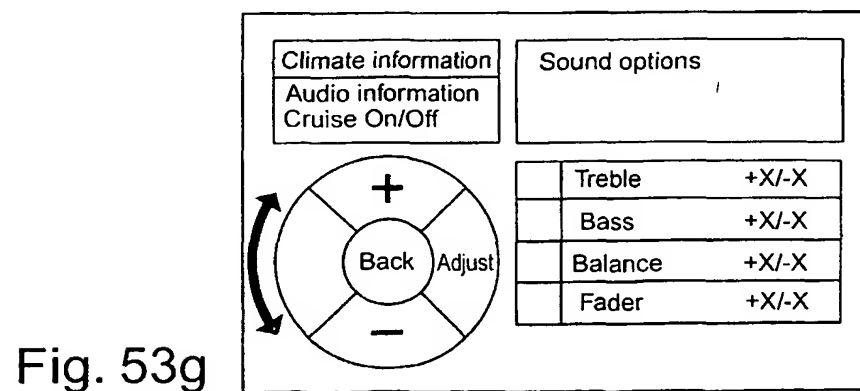 Climate information
Audio information
Cruise On/Off
Sound options
+
Back
Adjust
−
Treble +X/-X
Bass +X/-X
Balance +X/-X
Fader +X/-X
Fig. 53g